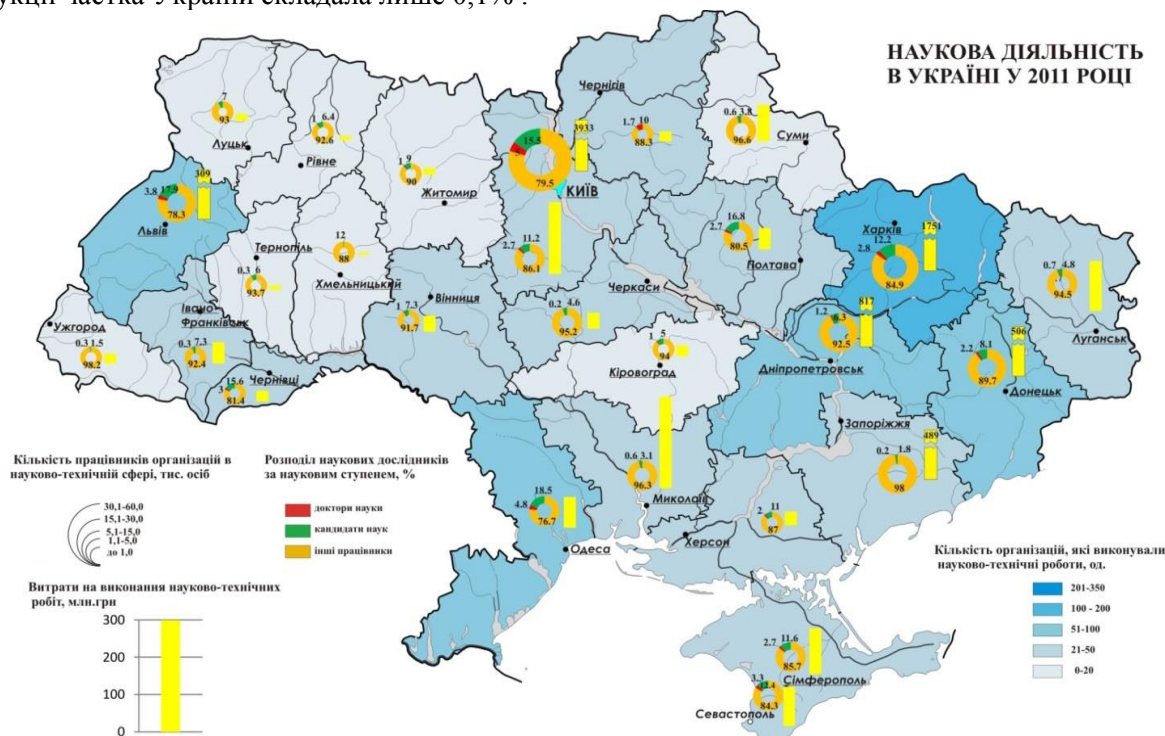 укції частка України складала лише 0,1% .
НАУКОВА ДІЯЛЬНІСТЬ
В УКРАЇНІ У 2011 РОЦІ
7
93
Луцьк
1 6.4
92.6
Рівне
1 9
90
Житомир
15.5
79.5
3933
КИЇВ
Чернігів
1.7 10
88.3
0.6 3.8
96.6
Суми
3.8 17.9
78.3
309
Львів
Тернопіль
0.3 6
93.7
12
88
Хмельницький
1 7.3
91.7
Вінниця
2.7 11.2
86.1
0.2 4.6
95.2
Черкаси
2.7 16.8
80.5
Полтава
Харків
12.2
2.8
84.9
1751
0.7 4.8
94.5
Луганськ
Ужгород
0.3 1.5
98.2
Івано-
Франківськ
0.3 7.3
92.4
Чернівці
15.6
3
81.4
1 5
94
Кіровоград
817
1.2 6.3
92.5
Дніпропетровськ
506
2.2 8.1
89.7
Донецьк
Запоріжжя
489
0.2 1.8
98
0.6 3.1
96.3
Миколаїв
18.5
4.8
76.7
Одеса
2 11
87
Херсон
2.7 11.6
85.7
Сімферополь
3.3
84.3
Севастополь
Кількість працівників організацій в
науково-технічній сфері, тис. осіб
30,1-60,0
15,1-30,0
5,1-15,0
1,1-5,0
до 1,0
Розподіл наукових дослідників
за науковим ступенем, %
доктори науки
кандидати наук
інші працівники
Витрати на виконання науково-технічних
робіт, млн.грн
300
200
100
0
Кількість організацій, які виконували
науково-технічні роботи, од.
201-350
100 - 200
51-100
21-50
0-20